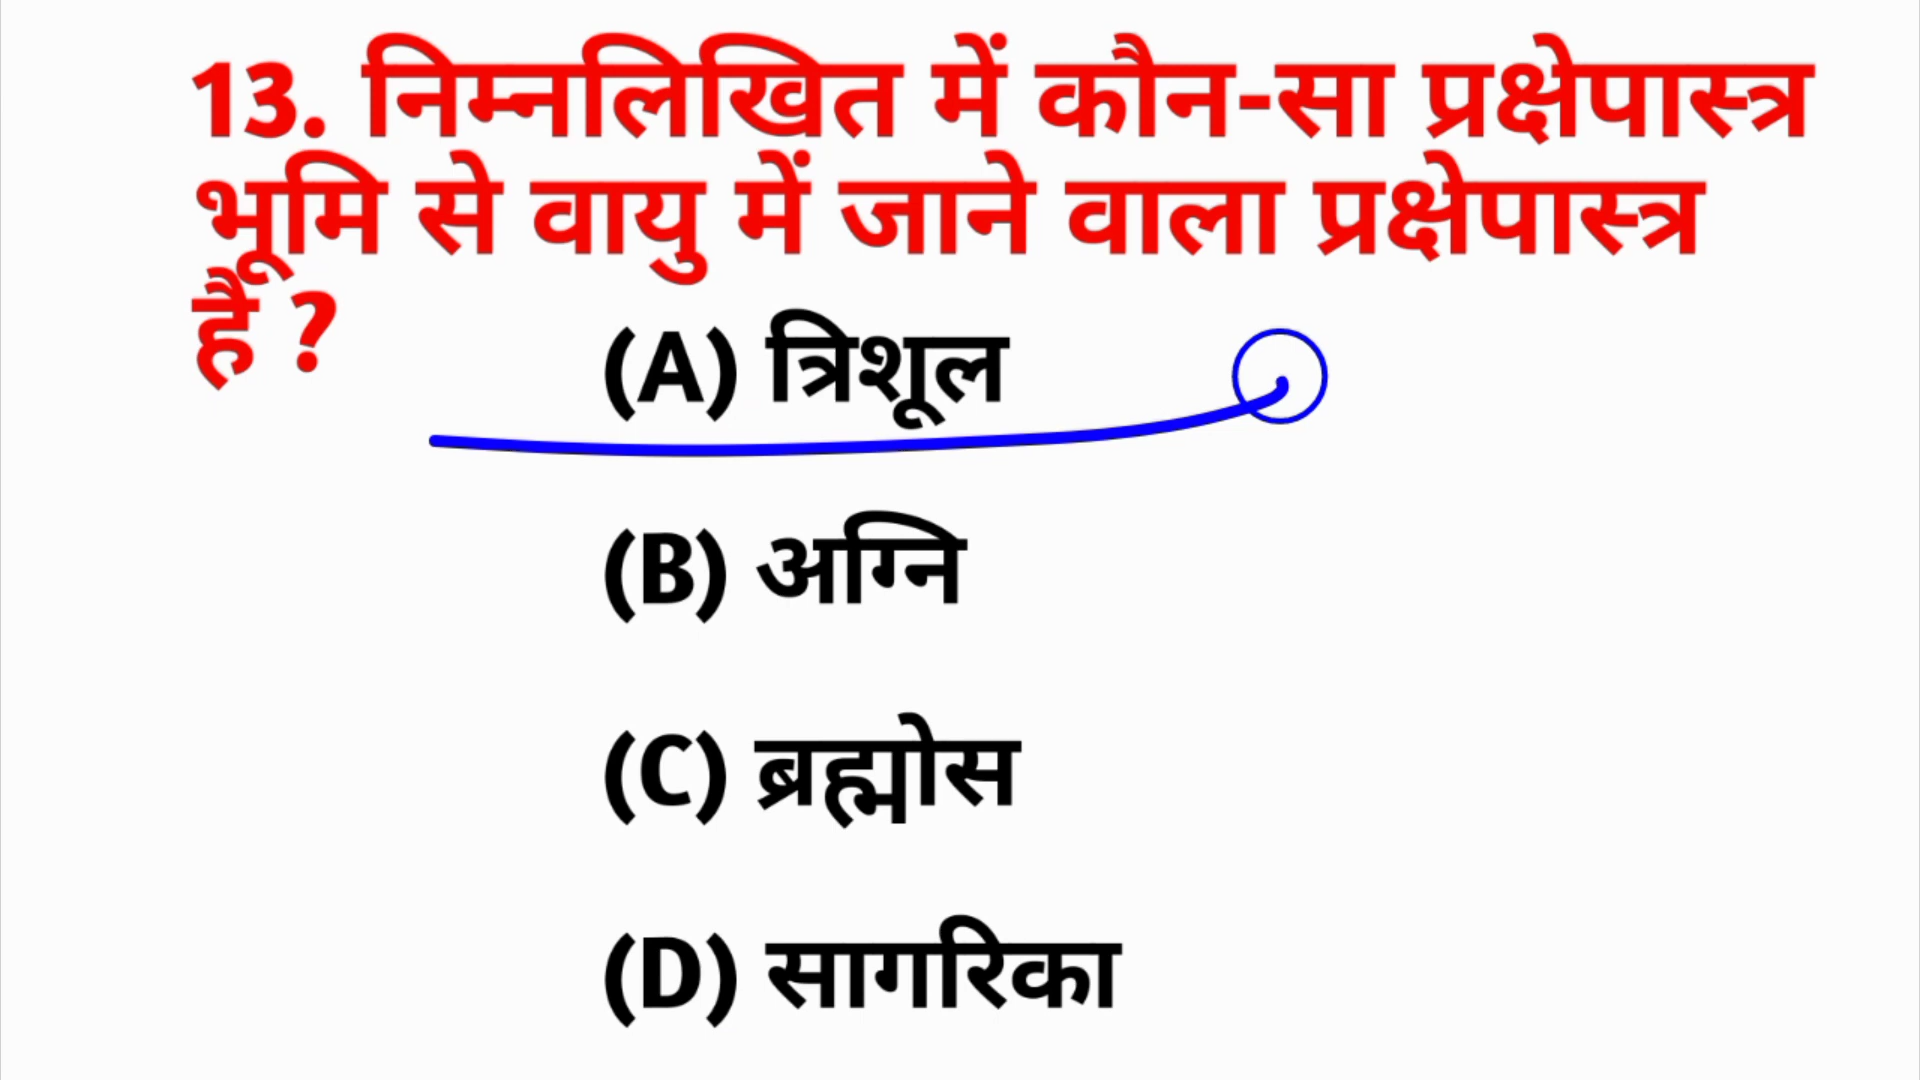 13. निम्नलिखित में कौन-सा प्रक्षेपास्त्र
भूमि से वायु में जाने वाला प्रक्षेपास्त्र
है ?
(A) त्रिशूल
(B) अग्नि
(C) ब्रह्मोस
(D) सागरिका